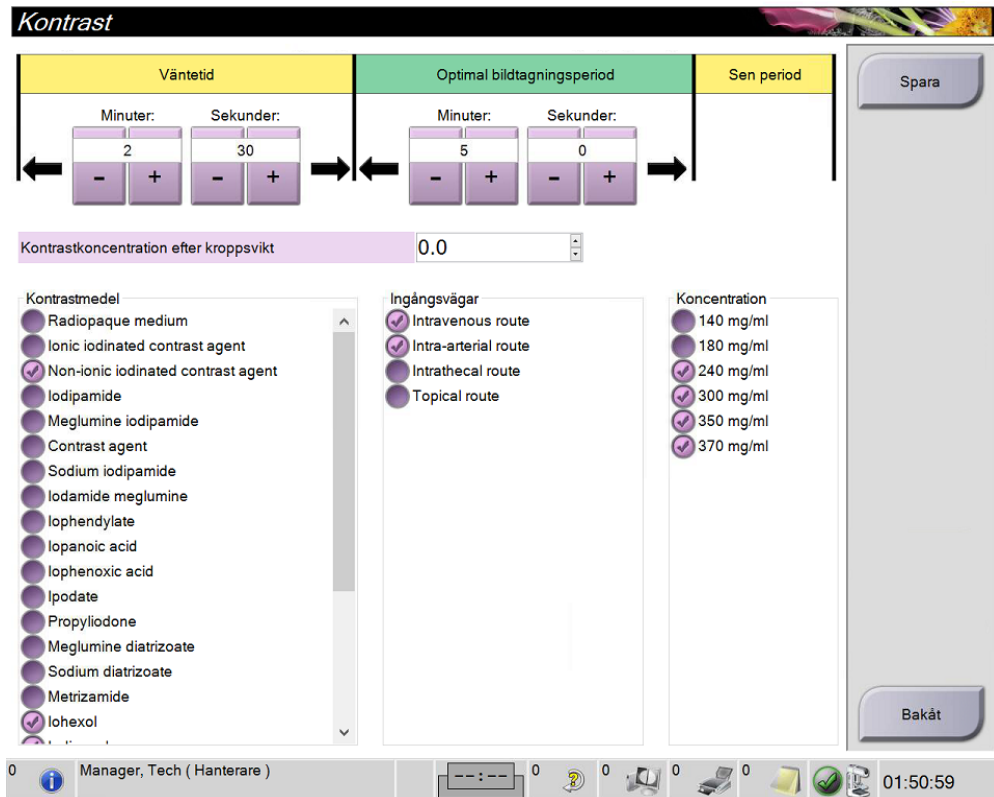 Kontrast
Väntetid
Optimal bildtagningsperiod
Sen period
Spara
Minuter:
Sekunder:
Minuter:
Sekunder:
2
30
5
0
- + - +
- + - +
Kontrastkoncentration efter kroppsvikt
0.0
Kontrastmedel
Radiopaque medium
Ionic iodinated contrast agent
Non-ionic iodinated contrast agent
Iodipamide
Meglumine iodipamide
Contrast agent
Sodium iodipamide
Iodamide meglumine
Iophendylate
Iopanoic acid
Iophenoxic acid
Ipodate
Propyliodone
Meglumine diatrizoate
Sodium diatrizoate
Metrizamide
Iohexol
Ingångsvägar
Intravenous route
Intra-arterial route
Intrathecal route
Topical route
Koncentration
140 mg/ml
180 mg/ml
240 mg/ml
300 mg/ml
350 mg/ml
370 mg/ml
Bakåt
0
Manager, Tech ( Hanterare )
--:--
0
0
0
0
01:50:59